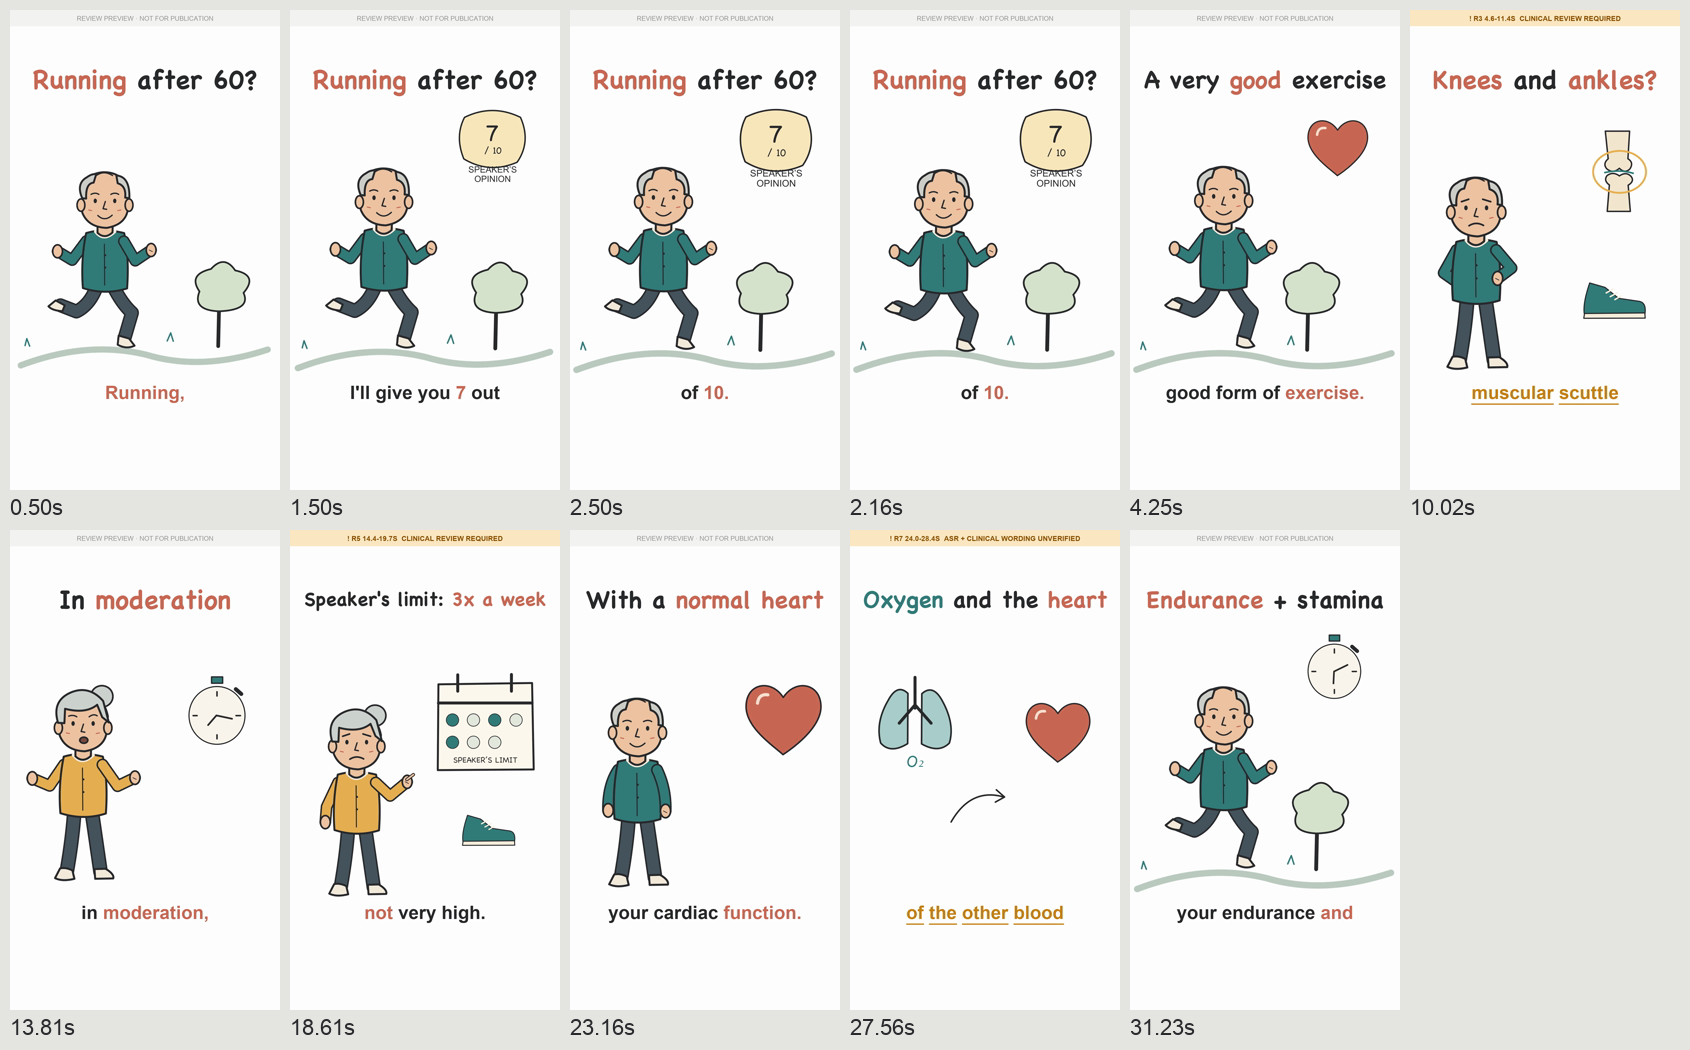 REVIEW PREVIEW - NOT FOR PUBLICATION
Running after 60?
Running,
0.50s
REVIEW PREVIEW - NOT FOR PUBLICATION
Running after 60?
7
/ 10
SPEAKER'S
OPINION
I'll give you 7 out
1.50s
REVIEW PREVIEW - NOT FOR PUBLICATION
Running after 60?
7
/ 10
SPEAKER'S
OPINION
of 10.
2.50s
REVIEW PREVIEW - NOT FOR PUBLICATION
Running after 60?
7
/ 10
SPEAKER'S
OPINION
of 10.
2.16s
REVIEW PREVIEW - NOT FOR PUBLICATION
A very good exercise
good form of exercise.
4.25s
! R3 4.6-11.4S CLINICAL REVIEW REQUIRED
Knees and ankles?
muscular scuttle
10.02s
REVIEW PREVIEW - NOT FOR PUBLICATION
In moderation
in moderation,
13.81s
! R5 14.4-19.7S CLINICAL REVIEW REQUIRED
Speaker's limit: 3x a week
SPEAKER'S LIMIT
not very high.
18.61s
REVIEW PREVIEW - NOT FOR PUBLICATION
With a normal heart
your cardiac function.
23.16s
! R7 24.0-28.4S ASR + CLINICAL WORDING UNVERIFIED
Oxygen and the heart
O₂
of the other blood
27.56s
REVIEW PREVIEW - NOT FOR PUBLICATION
Endurance + stamina
your endurance and
31.23s